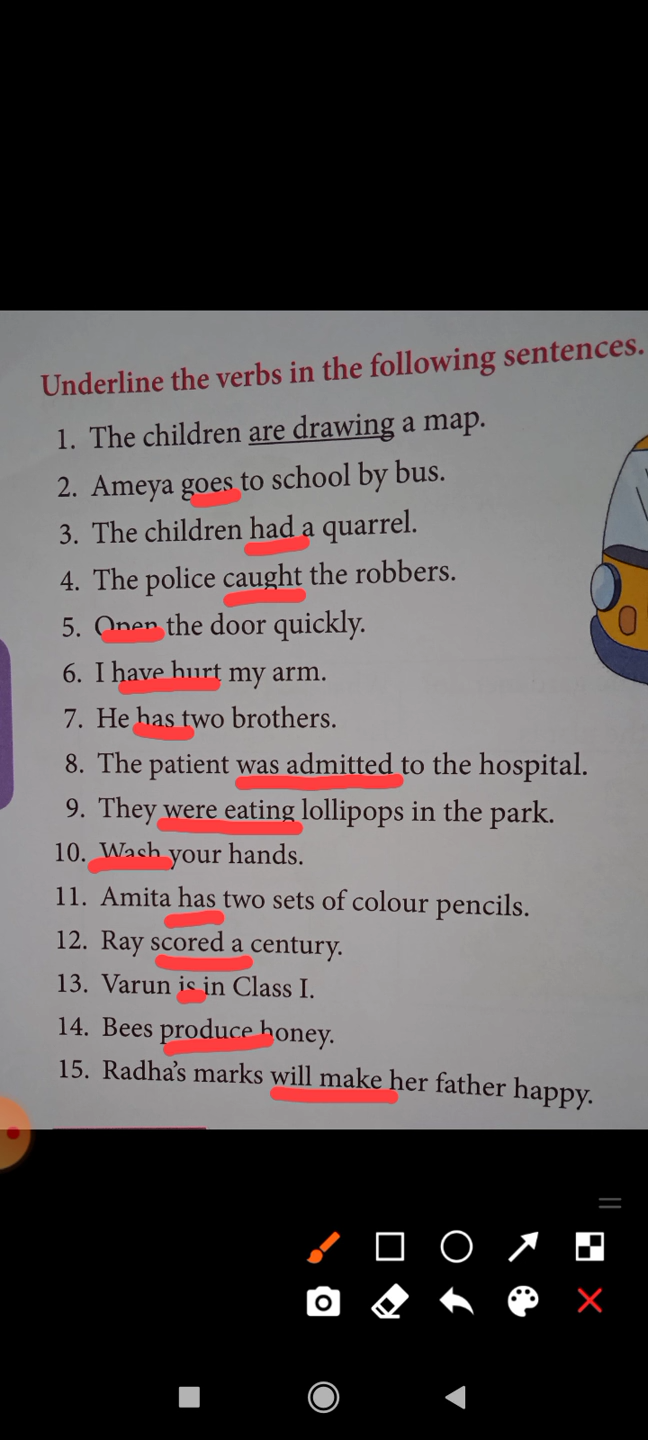 Underline the verbs in the following sentences.
1. The children are drawing a map.
2. Ameya goes to school by bus.
3. The children had a quarrel.
4. The police caught the robbers.
5. Open the door quickly.
6. I have hurt my arm.
7. He has two brothers.
8. The patient was admitted to the hospital.
9. They were eating lollipops in the park.
10. Wash your hands.
11. Amita has two sets of colour pencils.
12. Ray scored a century.
13. Varun is in Class I.
14. Bees produce honey.
15. Radha's marks will make her father happy.